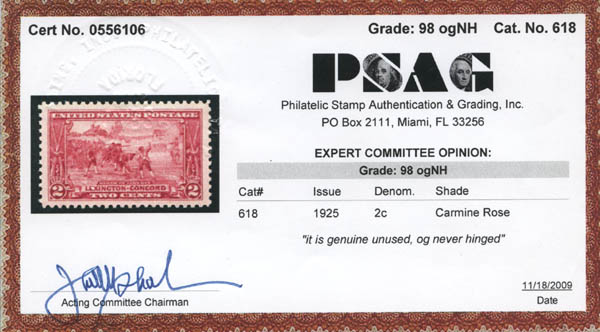 Cert No. 0556106
Grade: 98 ogNH Cat. No. 618
PSAG
Philatelic Stamp Authentication & Grading, Inc.
PO Box 2111, Miami, FL 33256
UNITED STATES POSTAGE
2 LEXINGTON-CONCORD 2
TWO CENTS
EXPERT COMMITTEE OPINION:
Grade: 98 ogNH
Cat# Issue Denom. Shade
618 1925 2c Carmine Rose
"it is genuine unused, og never hinged"
Acting Committee Chairman
11/18/2009
Date